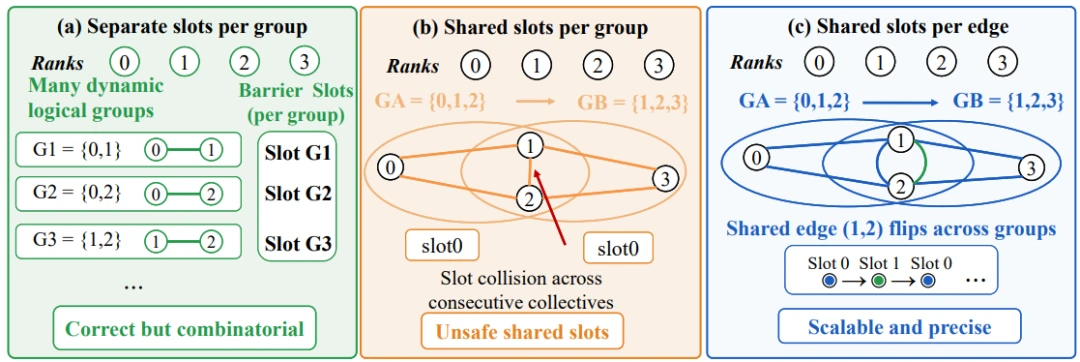 (a) Separate slots per group
Ranks 0 1 2 3
Many dynamic
logical groups
Barrier Slots
(per group)
G1 = {0,1} 0 1
Slot G1
G2 = {0,2} 0 2
Slot G2
G3 = {1,2} 1 2
Slot G3
...
Correct but combinatorial
(b) Shared slots per group
Ranks 0 1 2 3
GA = {0,1,2} GB = {1,2,3}
1
0
3
2
slot0 slot0
Slot collision across
consecutive collectives
Unsafe shared slots
(c) Shared slots per edge
Ranks 0 1 2 3
GA = {0,1,2} GB = {1,2,3}
1
0
3
2
Shared edge (1,2) flips across groups
Slot 0 Slot 1 Slot 0
...
Scalable and precise